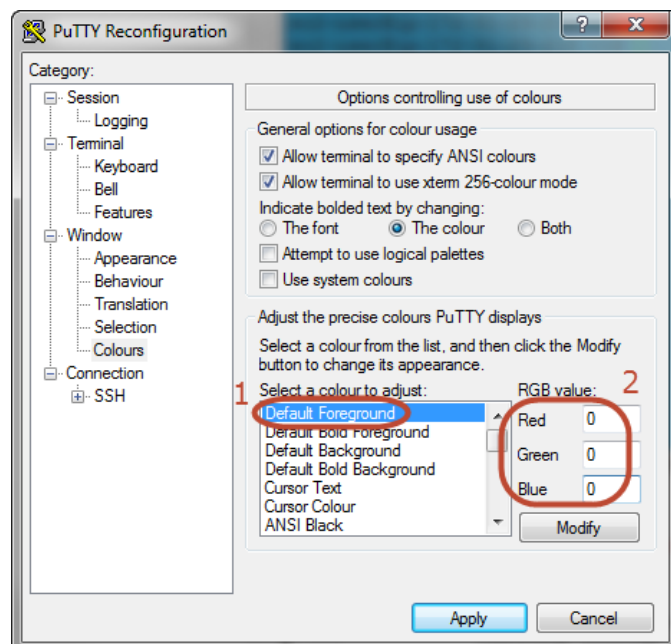 PuTTY Reconfiguration
Category:
Session
Logging
Terminal
Keyboard
Bell
Features
Window
Appearance
Behaviour
Translation
Selection
Colours
Connection
SSH
Options controlling use of colours
General options for colour usage
Allow terminal to specify ANSI colours
Allow terminal to use xterm 256-colour mode
Indicate bolded text by changing:
The font The colour Both
Attempt to use logical palettes
Use system colours
Adjust the precise colours PuTTY displays
Select a colour from the list, and then click the Modify
button to change its appearance.
Select a colour to adjust:
1
Default Foreground
Default Bold Foreground
Default Background
Default Bold Background
Cursor Text
Cursor Colour
ANSI Black
RGB value: 2
Red 0
Green 0
Blue 0
Modify
Apply Cancel